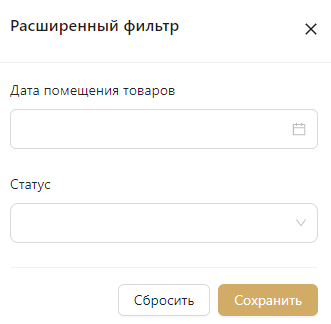 Расширенный фильтр
Дата помещения товаров
Статус
Сбросить
Сохранить